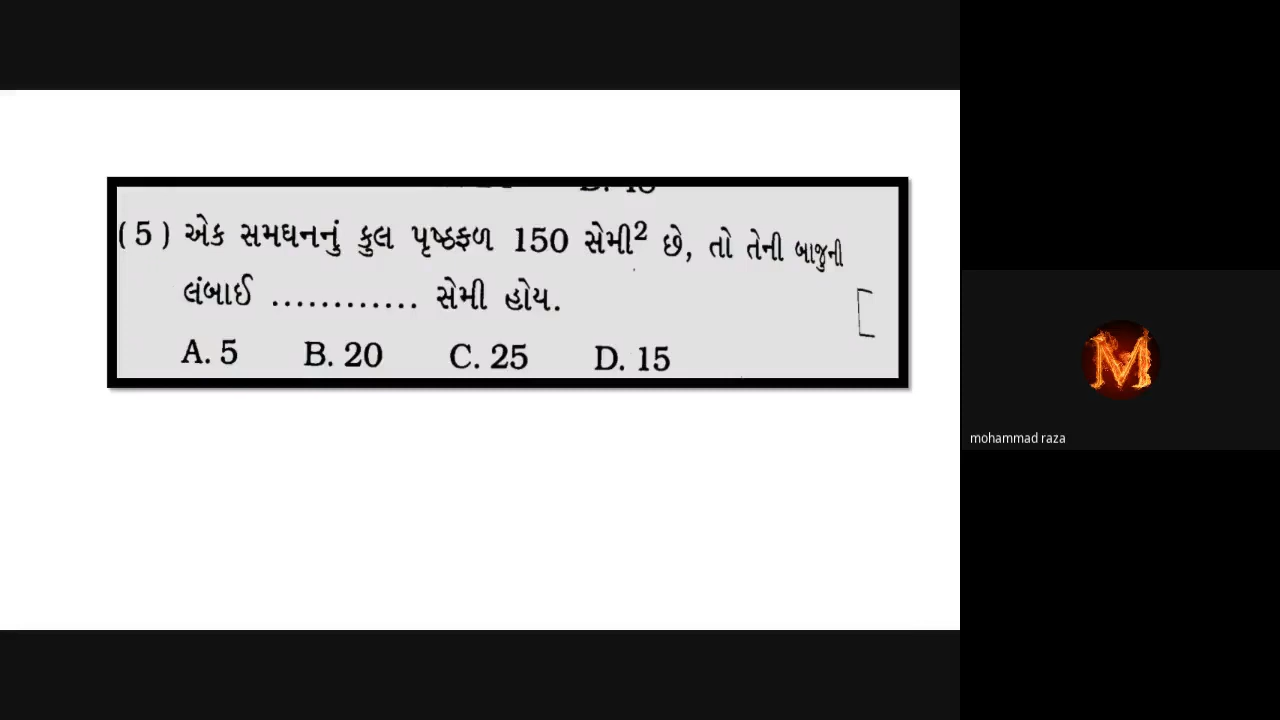 (5) એક સમઘનનું કુલ પૃષ્ઠફળ 150 સેમી² છે, તો તેની બાજુની
લંબાઈ ............ સેમી હોય.
[
A. 5 B. 20 C. 25 D. 15
M
mohammad raza